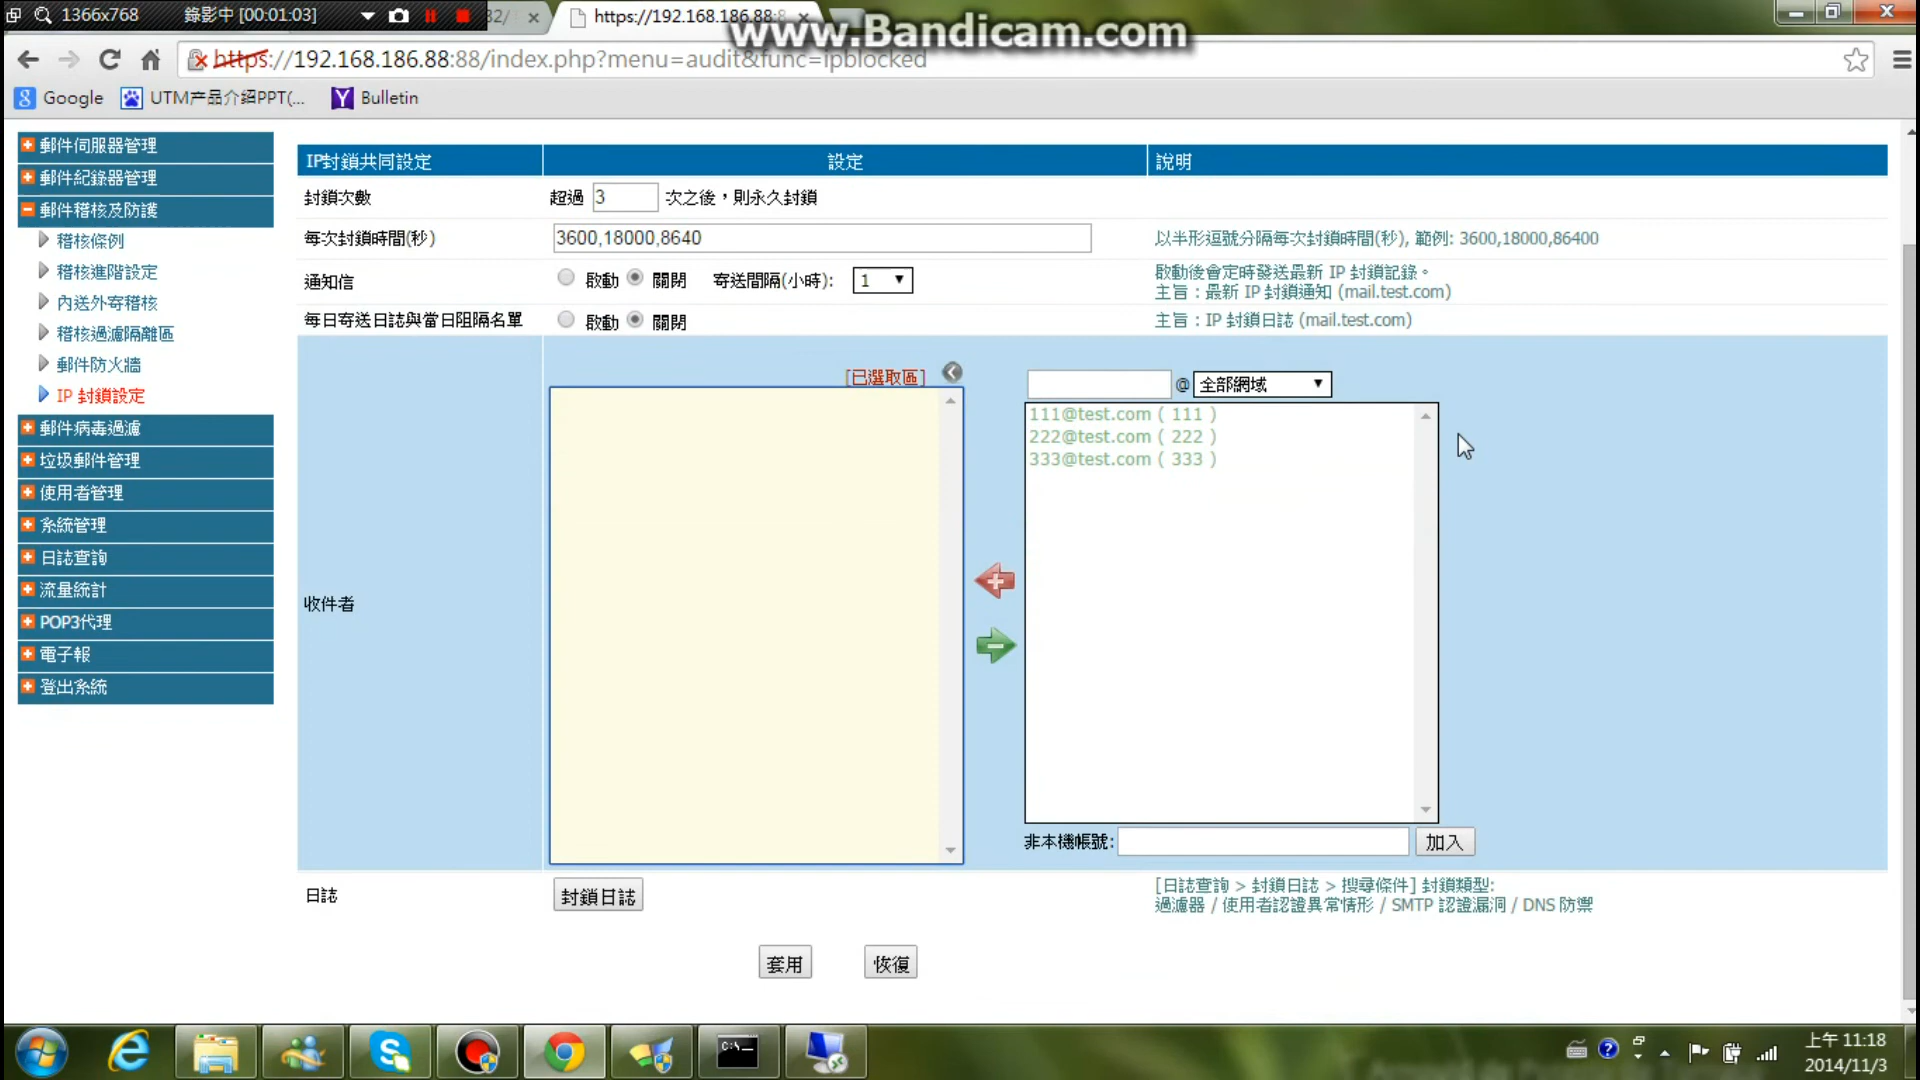 1366x768 錄影中 [00:01:03]
32/
https://192.168.186.88:8
www.Bandicam.com
https://192.168.186.88:88/index.php?menu=audit&func=ipblocked
Google UTM产品介紹PPT(... Bulletin
郵件伺服器管理
郵件紀錄器管理
郵件稽核及防護
稽核條例
稽核進階設定
內送外寄稽核
稽核過濾隔離區
郵件防火牆
IP 封鎖設定
郵件病毒過濾
垃圾郵件管理
使用者管理
系統管理
日誌查詢
流量統計
POP3代理
電子報
登出系統
IP封鎖共同設定 設定 說明
封鎖次數 超過 3 次之後，則永久封鎖
每次封鎖時間(秒) 3600,18000,8640 以半形逗號分隔每次封鎖時間(秒), 範例: 3600,18000,86400
通知信 啟動 關閉 寄送間隔(小時): 1 啟動後會定時發送最新 IP 封鎖記錄。
主旨：最新 IP 封鎖通知 (mail.test.com)
每日寄送日誌與當日阻隔名單 啟動 關閉 主旨：IP 封鎖日誌 (mail.test.com)
收件者
[已選取區]
@ 全部網域
111@test.com ( 111 )
222@test.com ( 222 )
333@test.com ( 333 )
非本機帳號: 加入
日誌 封鎖日誌 [日誌查詢 > 封鎖日誌 > 搜尋條件] 封鎖類型:
過濾器 / 使用者認證異常情形 / SMTP 認證漏洞 / DNS 防禦
套用 恢復
上午 11:18
2014/11/3